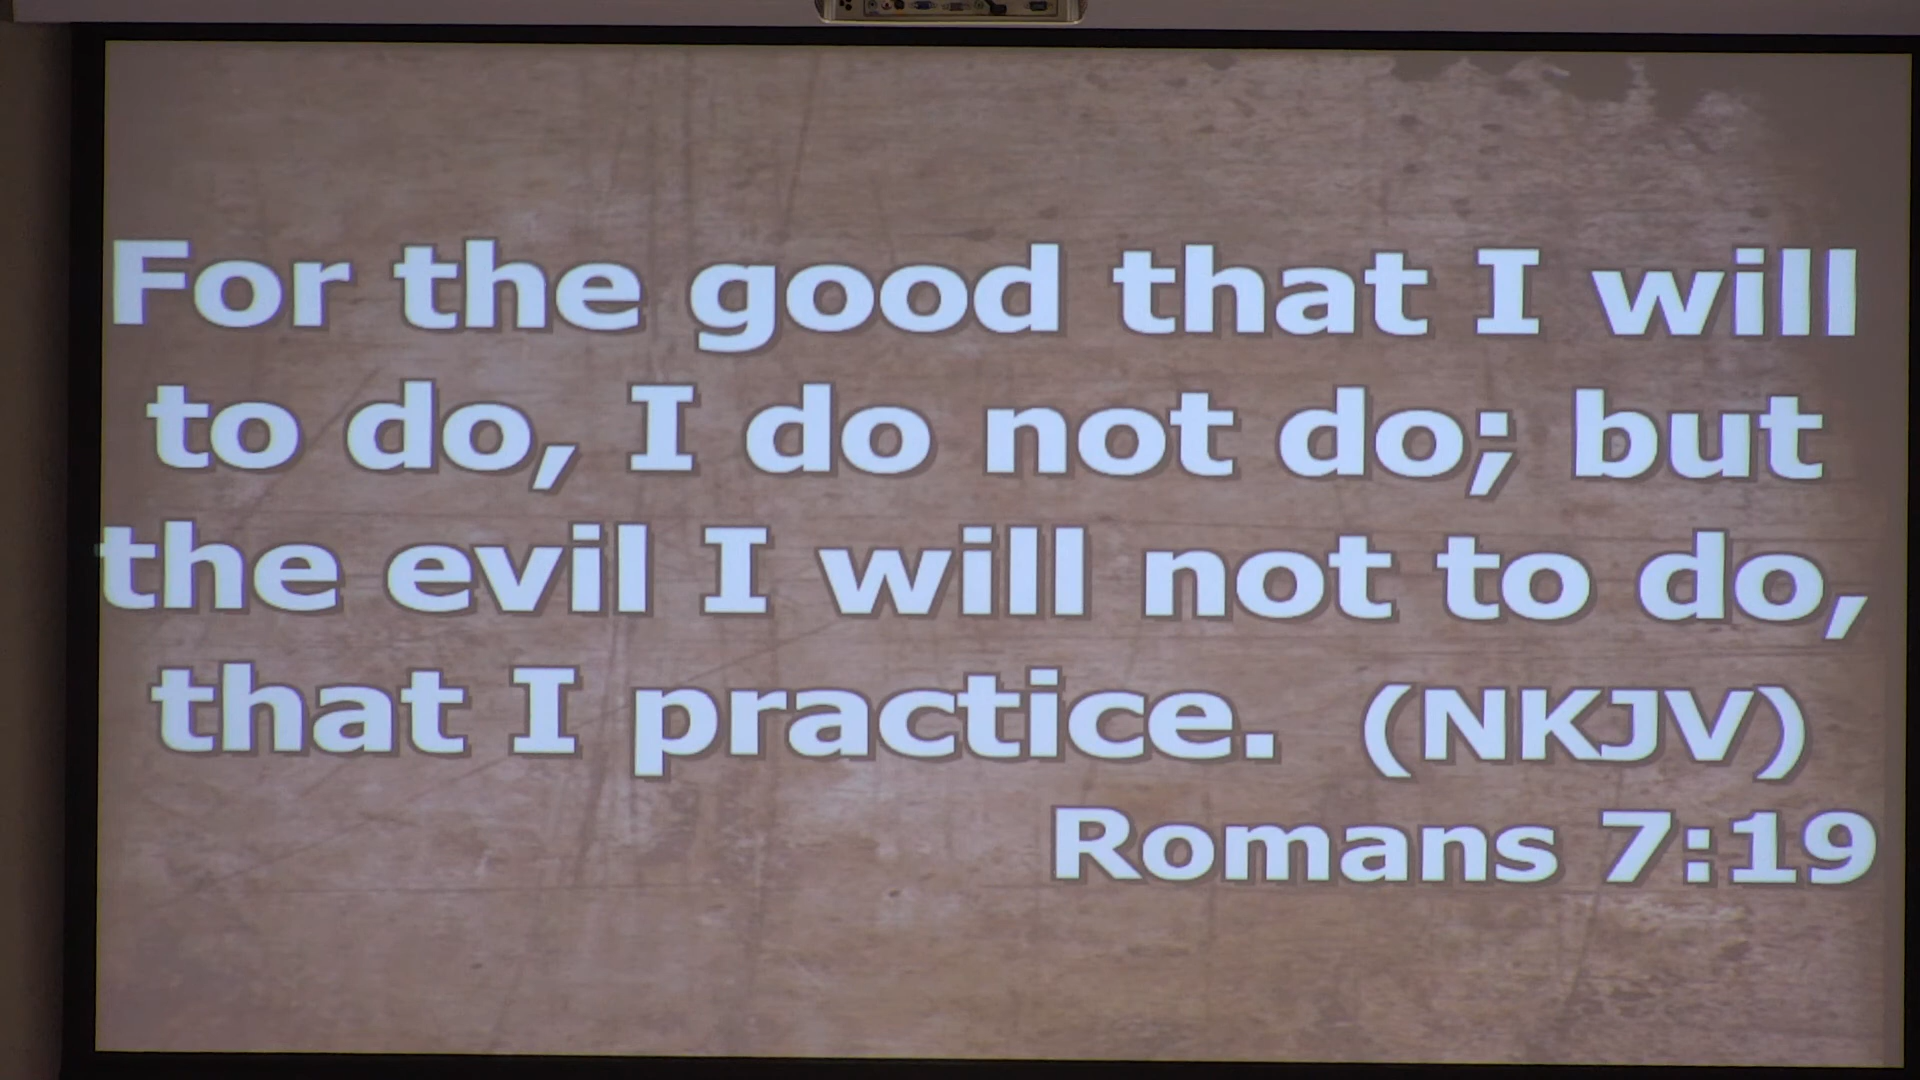 For the good that I will
to do, I do not do; but
the evil I will not to do,
that I practice. (NKJV)
Romans 7:19